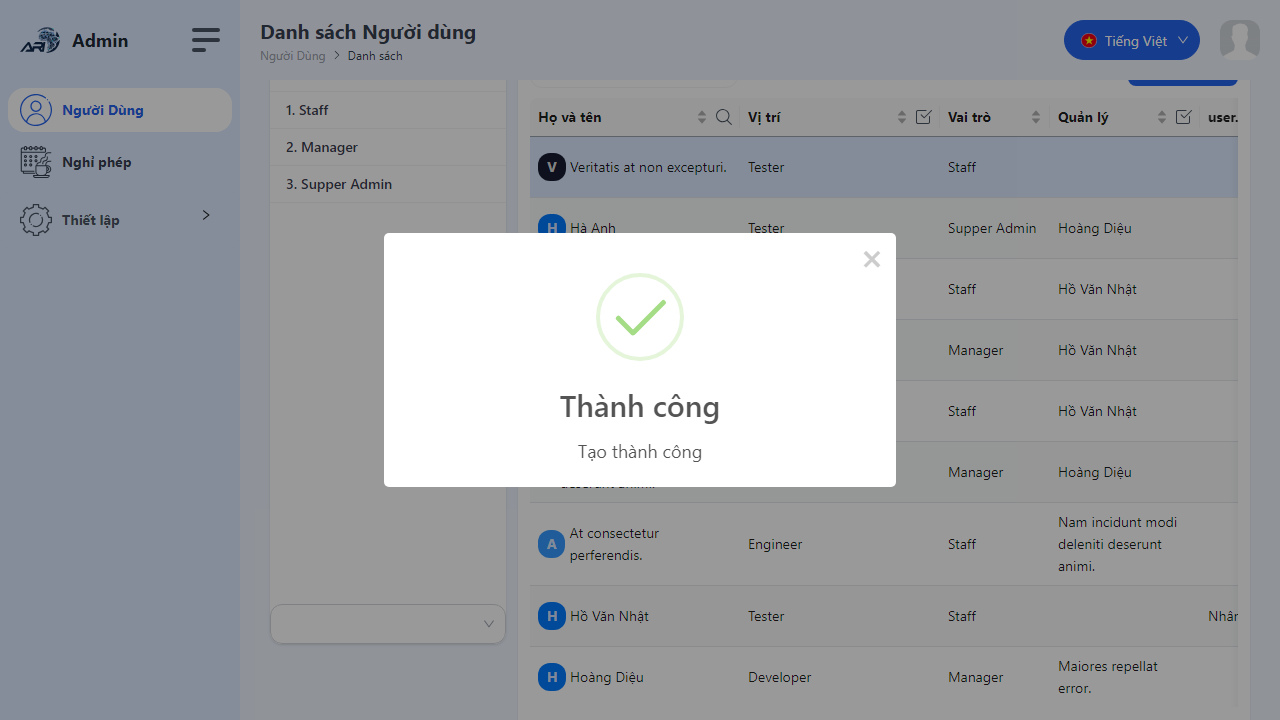 ARI
Admin
Danh sách Người dùng
Người Dùng > Danh sách
Tiếng Việt
Người Dùng
Nghỉ phép
Thiết lập
1. Staff
2. Manager
3. Supper Admin
Họ và tên
Vị trí
Vai trò
Quản lý
user.
V Veritatis at non excepturi.
Tester
Staff
H Hà Anh
Tester
Supper Admin
Hoàng Diệu
Staff
Hồ Văn Nhật
Manager
Hồ Văn Nhật
Staff
Hồ Văn Nhật
Manager
Hoàng Diệu
deserunt animi.
Thành công
Tạo thành công
A At consectetur
perferendis.
Engineer
Staff
Nam incidunt modi
deleniti deserunt
animi.
H Hồ Văn Nhật
Tester
Staff
Nhân
H Hoàng Diệu
Developer
Manager
Maiores repellat
error.